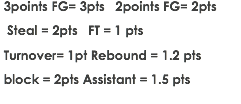 3points FG= 3pts 2points FG= 2pts
Steal = 2pts FT = 1 pts
Turnover= 1pt Rebound = 1.2 pts
block = 2pts Assistant = 1.5 pts